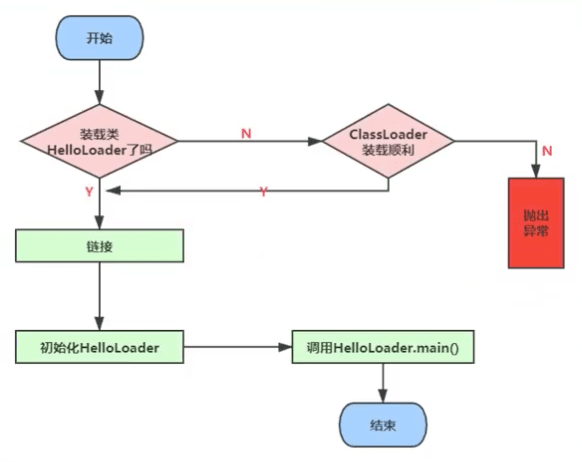 开始
装载类
HelloLoader了吗
N
ClassLoader
装载顺利
N
Y
Y
抛出
异常
链接
初始化HelloLoader
调用HelloLoader.main()
结束